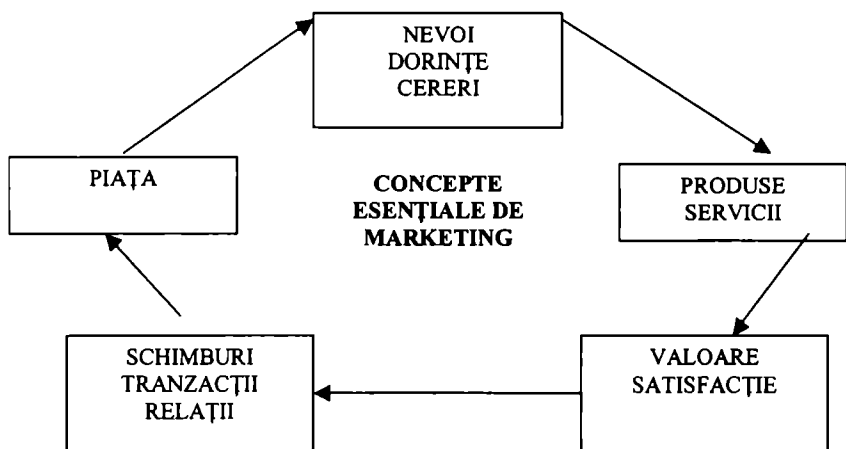 NEVOI
DORINȚE
CERERI
PIAȚA
CONCEPTE
ESENȚIALE DE
MARKETING
PRODUSE
SERVICII
SCHIMBURI
TRANZACȚII
RELAȚII
VALOARE
SATISFACȚIE